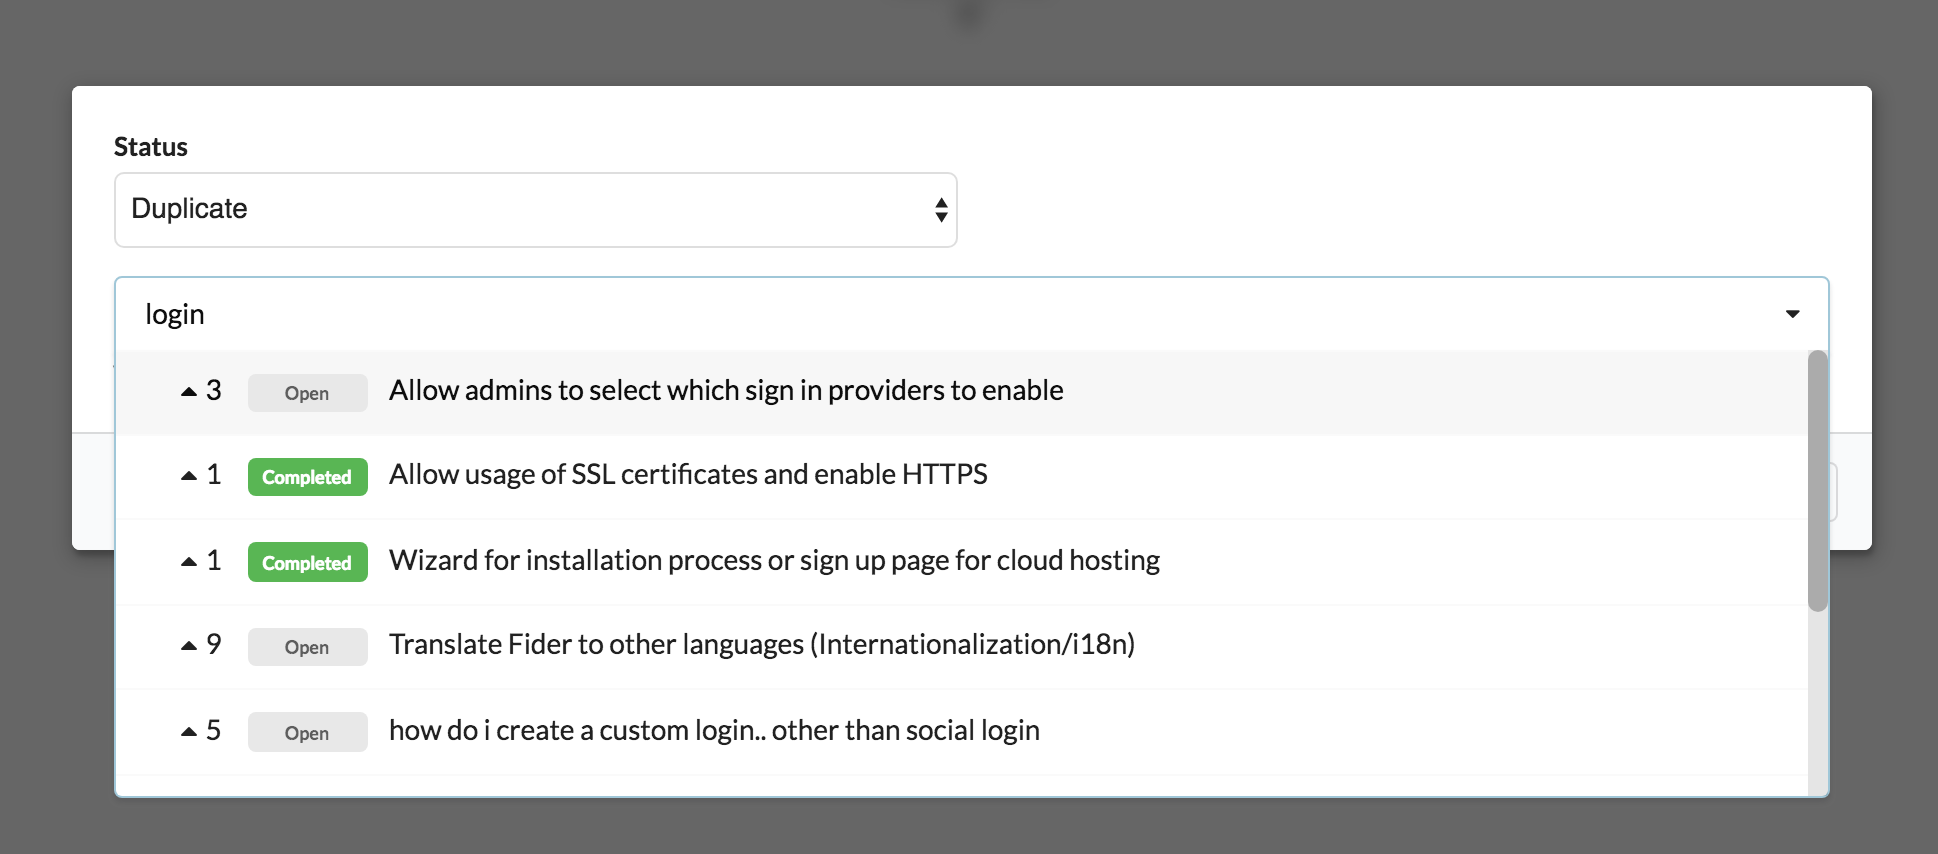 Status
Duplicate
login
3 Open Allow admins to select which sign in providers to enable
1 Completed Allow usage of SSL certificates and enable HTTPS
1 Completed Wizard for installation process or sign up page for cloud hosting
9 Open Translate Fider to other languages (Internationalization/i18n)
5 Open how do i create a custom login.. other than social login